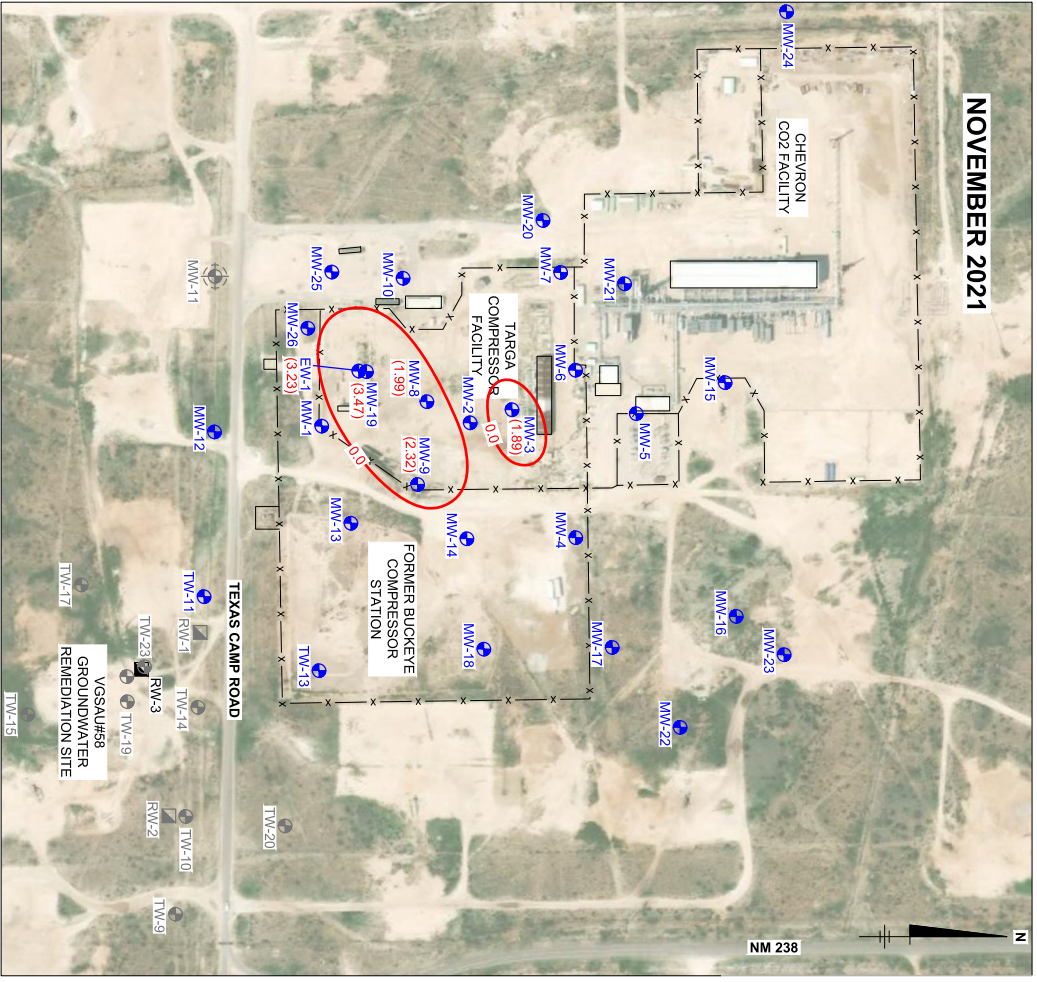 NOVEMBER 2021
MW-24
CHEVRON
CO2 FACILITY
MW-20
MW-7
MW-21
MW-25
MW-10
MW-11
MW-26
EW-1
(3.23)
MW-19
(3.47)
MW-8
(1.99)
MW-2
TARGA
COMPRESSOR
FACILITY
MW-3
(1.89)
0.0
MW-6
MW-15
MW-5
MW-12
MW-1
0.0
MW-9
(2.32)
MW-13
MW-14
MW-4
FORMER BUCKEYE
COMPRESSOR
STATION
MW-16
MW-23
MW-17
MW-18
MW-22
TW-13
TEXAS CAMP ROAD
TW-17
TW-11
RW-1
TW-23
RW-3
TW-14
TW-19
TW-15
VGSAU#58
GROUNDWATER
REMEDIATION SITE
RW-2
TW-10
TW-20
TW-9
NM 238
N